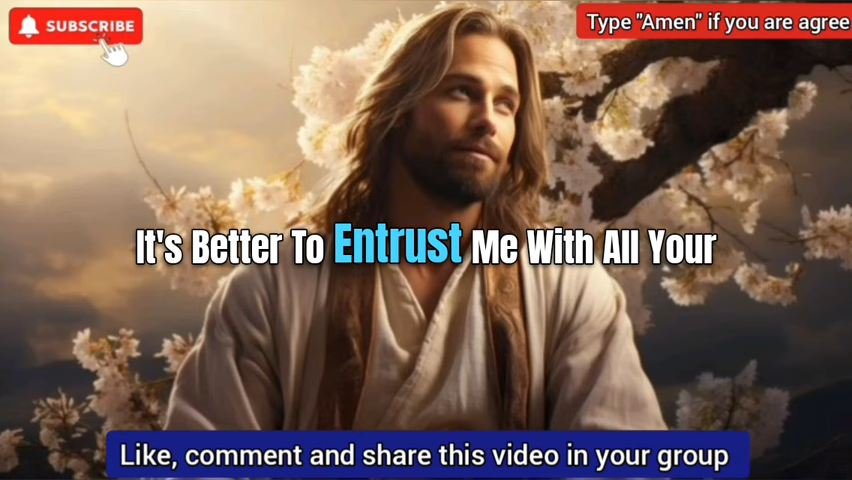 SUBSCRIBE
Type "Amen" if you are agree
It's Better To Entrust Me With All Your
Like, comment and share this video in your group